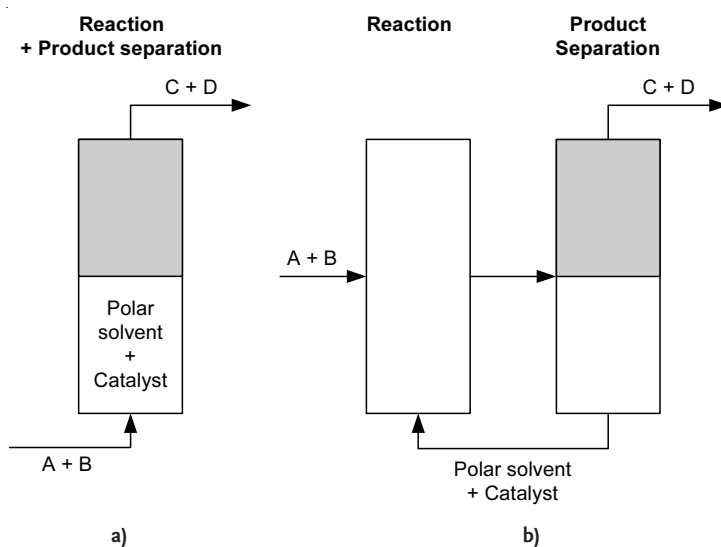 Reaction
+ Product separation
C + D
Polar
solvent
+
Catalyst
A + B
a)
Reaction
Product
Separation
C + D
A + B
Polar solvent
+ Catalyst
b)